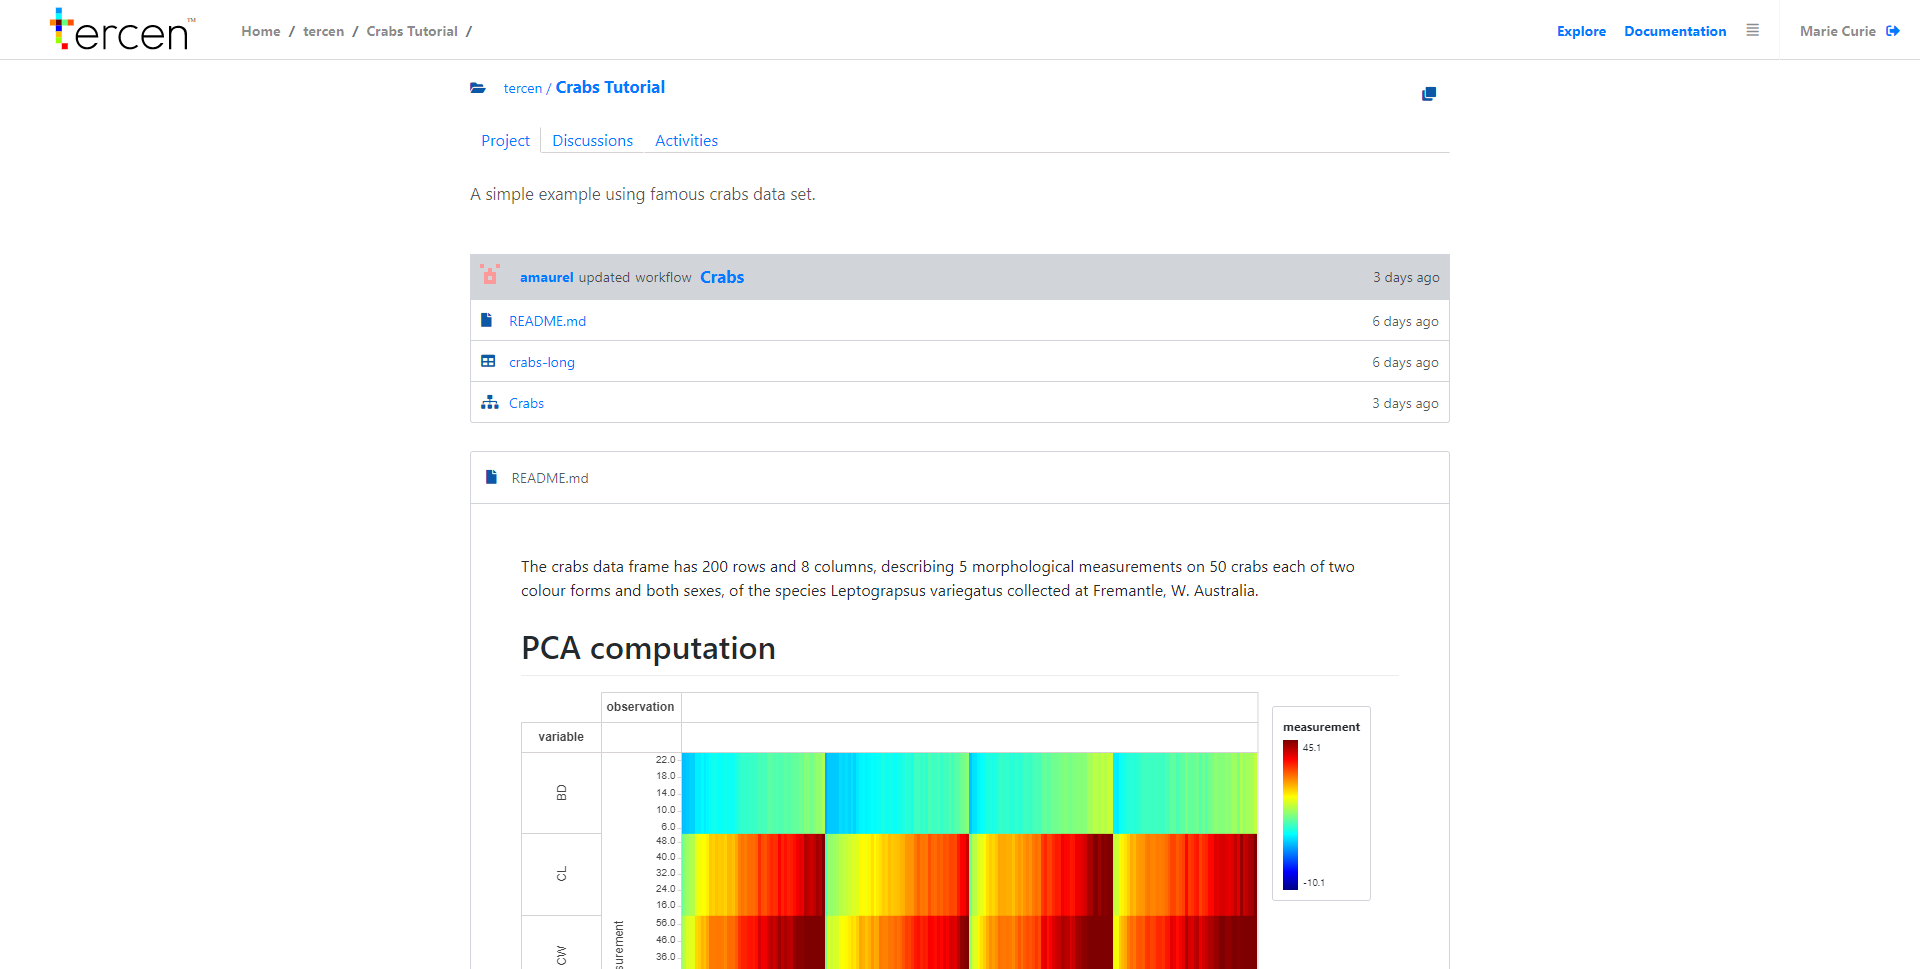 tercen™
Home / tercen / Crabs Tutorial /
Explore Documentation
Marie Curie
tercen / Crabs Tutorial
Project Discussions Activities
A simple example using famous crabs data set.
amaurel updated workflow Crabs 3 days ago
README.md 6 days ago
crabs-long 6 days ago
Crabs 3 days ago
README.md
The crabs data frame has 200 rows and 8 columns, describing 5 morphological measurements on 50 crabs each of two
colour forms and both sexes, of the species Leptograpsus variegatus collected at Fremantle, W. Australia.
PCA computation
observation
variable
BD
22.0
18.0
14.0
10.0
6.0
CL
48.0
40.0
32.0
24.0
16.0
CW
56.0
46.0
36.0
measurement
45.1
-10.1